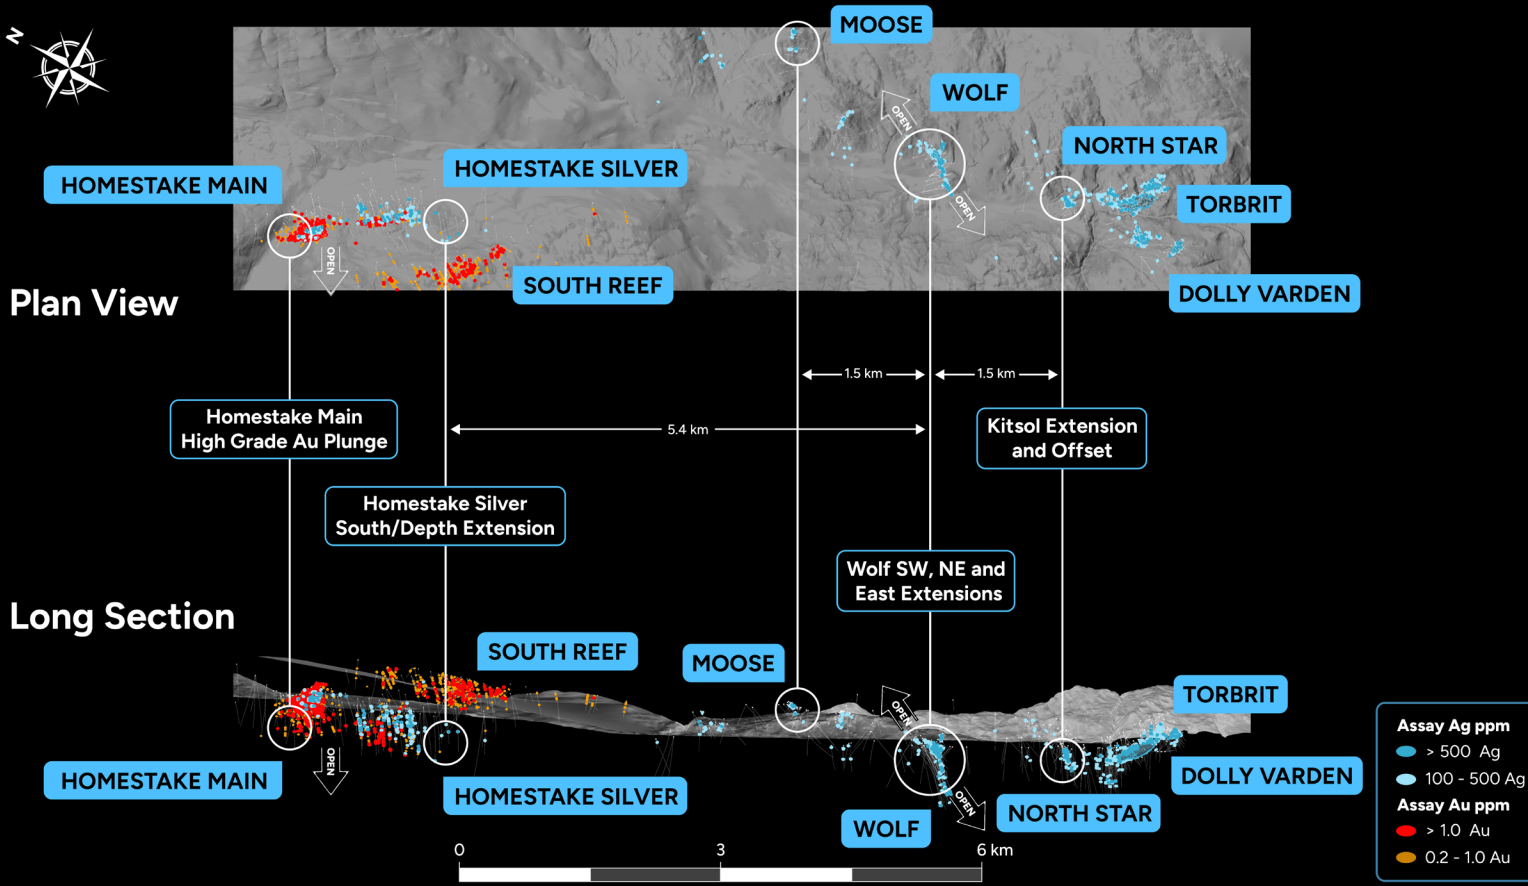 N
MOOSE
WOLF
NORTH STAR
HOMESTAKE SILVER
HOMESTAKE MAIN
TORBRIT
SOUTH REEF
DOLLY VARDEN
OPEN
OPEN
OPEN
Plan View
1.5 km
1.5 km
5.4 km
Homestake Main
High Grade Au Plunge
Kitsol Extension
and Offset
Homestake Silver
South/Depth Extension
Wolf SW, NE and
East Extensions
Long Section
SOUTH REEF
MOOSE
TORBRIT
OPEN
OPEN
OPEN
HOMESTAKE MAIN
HOMESTAKE SILVER
DOLLY VARDEN
NORTH STAR
WOLF
0
3
6 km
Assay Ag ppm
> 500 Ag
100 - 500 Ag
Assay Au ppm
> 1.0 Au
0.2 - 1.0 Au